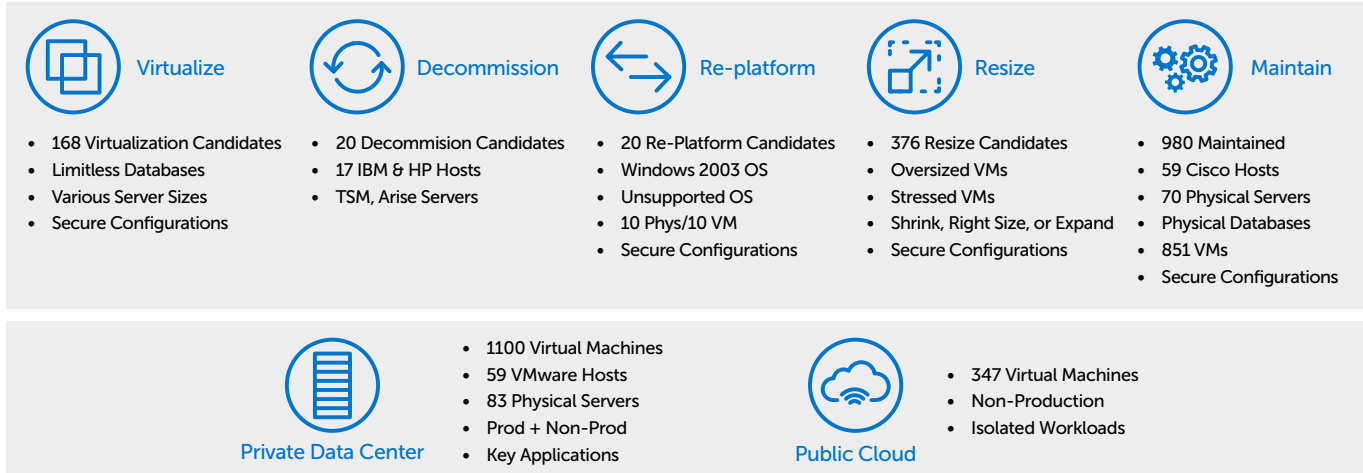 Virtualize
• 168 Virtualization Candidates
• Limitless Databases
• Various Server Sizes
• Secure Configurations
Decommission
• 20 Decommision Candidates
• 17 IBM & HP Hosts
• TSM, Arise Servers
Re-platform
• 20 Re-Platform Candidates
• Windows 2003 OS
• Unsupported OS
• 10 Phys/10 VM
• Secure Configurations
Resize
• 376 Resize Candidates
• Oversized VMs
• Stressed VMs
• Shrink, Right Size, or Expand
• Secure Configurations
Maintain
• 980 Maintained
• 59 Cisco Hosts
• 70 Physical Servers
• Physical Databases
• 851 VMs
• Secure Configurations
Private Data Center
• 1100 Virtual Machines
• 59 VMware Hosts
• 83 Physical Servers
• Prod + Non-Prod
• Key Applications
Public Cloud
• 347 Virtual Machines
• Non-Production
• Isolated Workloads